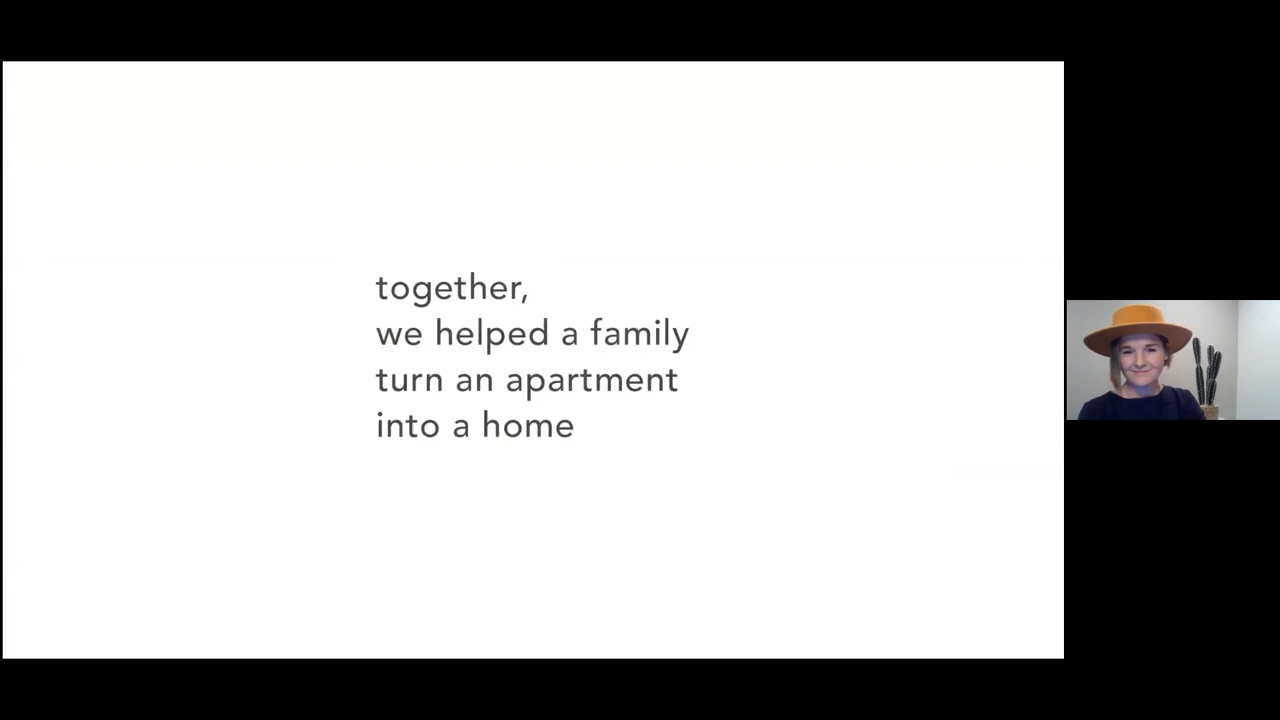 together,
we helped a family
turn an apartment
into a home